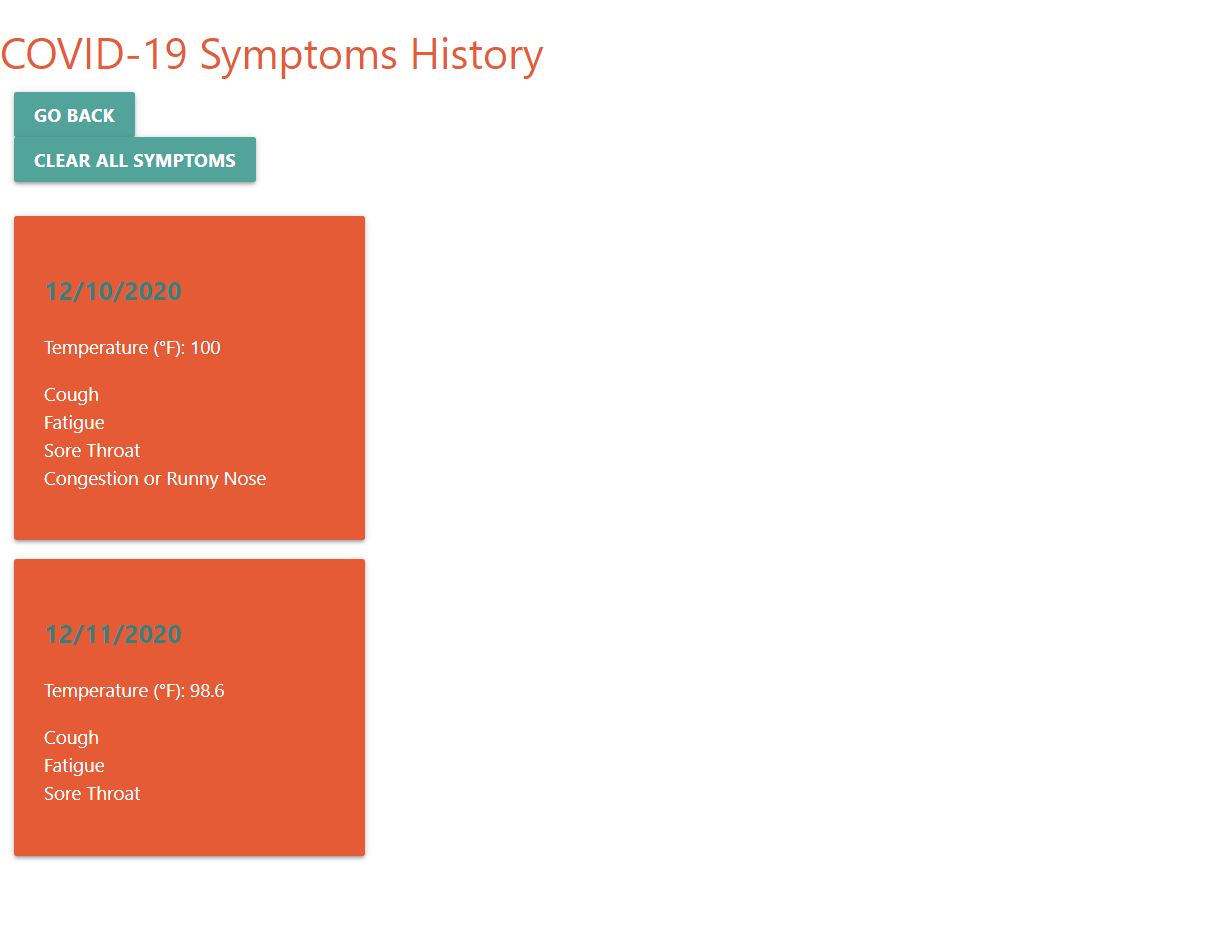 COVID-19 Symptoms History
GO BACK
CLEAR ALL SYMPTOMS
12/10/2020
Temperature (°F): 100
Cough
Fatigue
Sore Throat
Congestion or Runny Nose
12/11/2020
Temperature (°F): 98.6
Cough
Fatigue
Sore Throat